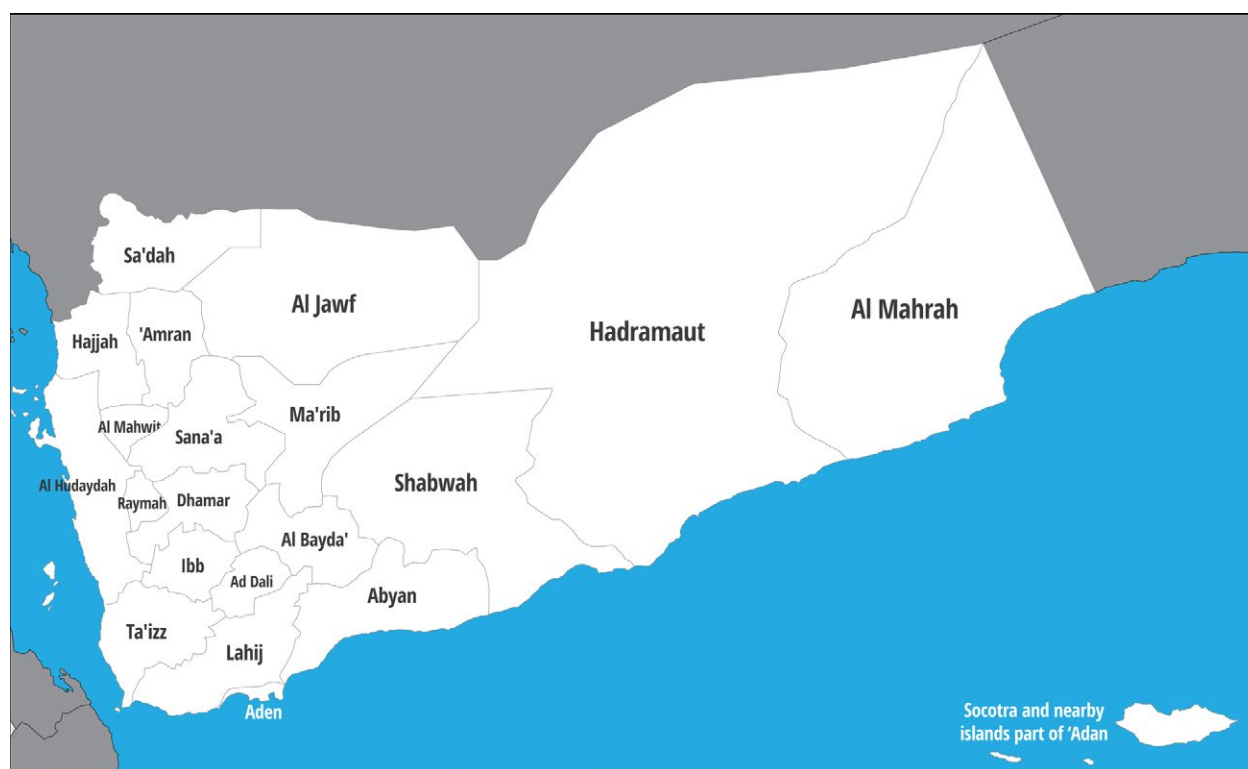 Sa'dah
Al Jawf
Hajjah
'Amran
Hadramaut
Al Mahrah
Ma'rib
Al Mahwit
Sana'a
Shabwah
Al Hudaydah
Raymah
Dhamar
Al Bayda'
Ibb
Ad Dali
Abyan
Ta'izz
Lahij
Aden
Socotra and nearby
islands part of ‘Adan